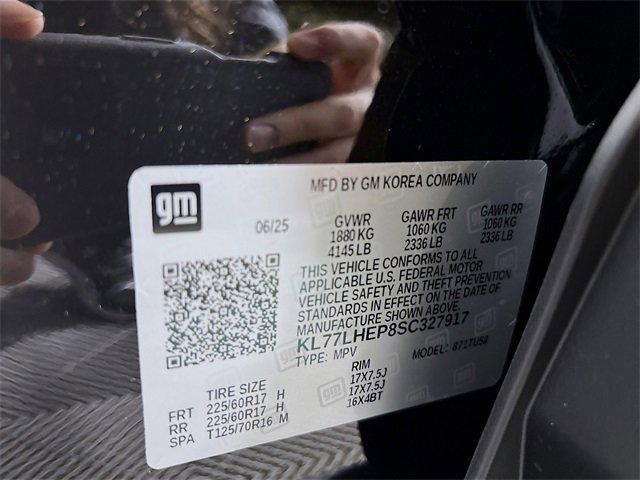 gm
MFD BY GM KOREA COMPANY
06/25
GVWR
1880 KG
4145 LB
GAWR FRT
1060 KG
2336 LB
GAWR RR
1060 KG
2336 LB
THIS VEHICLE CONFORMS TO ALL
APPLICABLE U.S. FEDERAL MOTOR
VEHICLE SAFETY AND THEFT PREVENTION
STANDARDS IN EFFECT ON THE DATE OF
MANUFACTURE SHOWN ABOVE.
KL77LHEP8SC327917
TYPE: MPV
MODEL: 871TU58
TIRE SIZE
RIM
FRT 225/60R17 H 17X7.5J
RR 225/60R17 H 17X7.5J
SPA T125/70R16 M 16X4BT